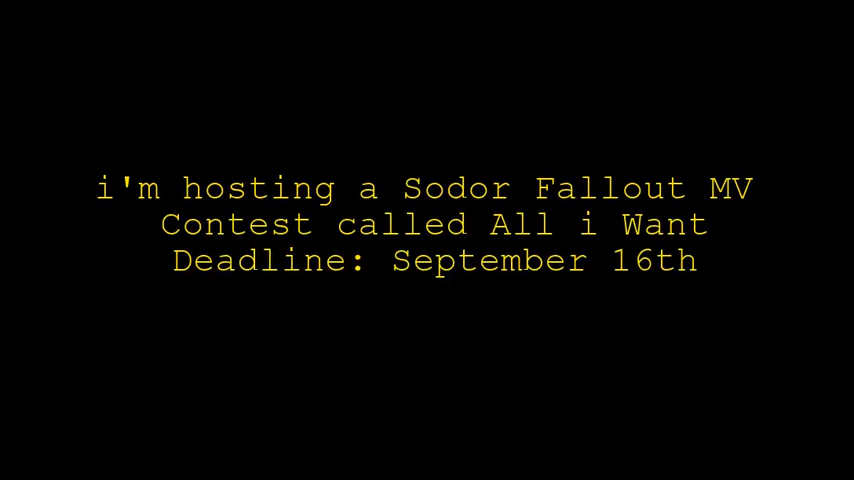 i'm hosting a Sodor Fallout MV
Contest called All i Want
Deadline: September 16th